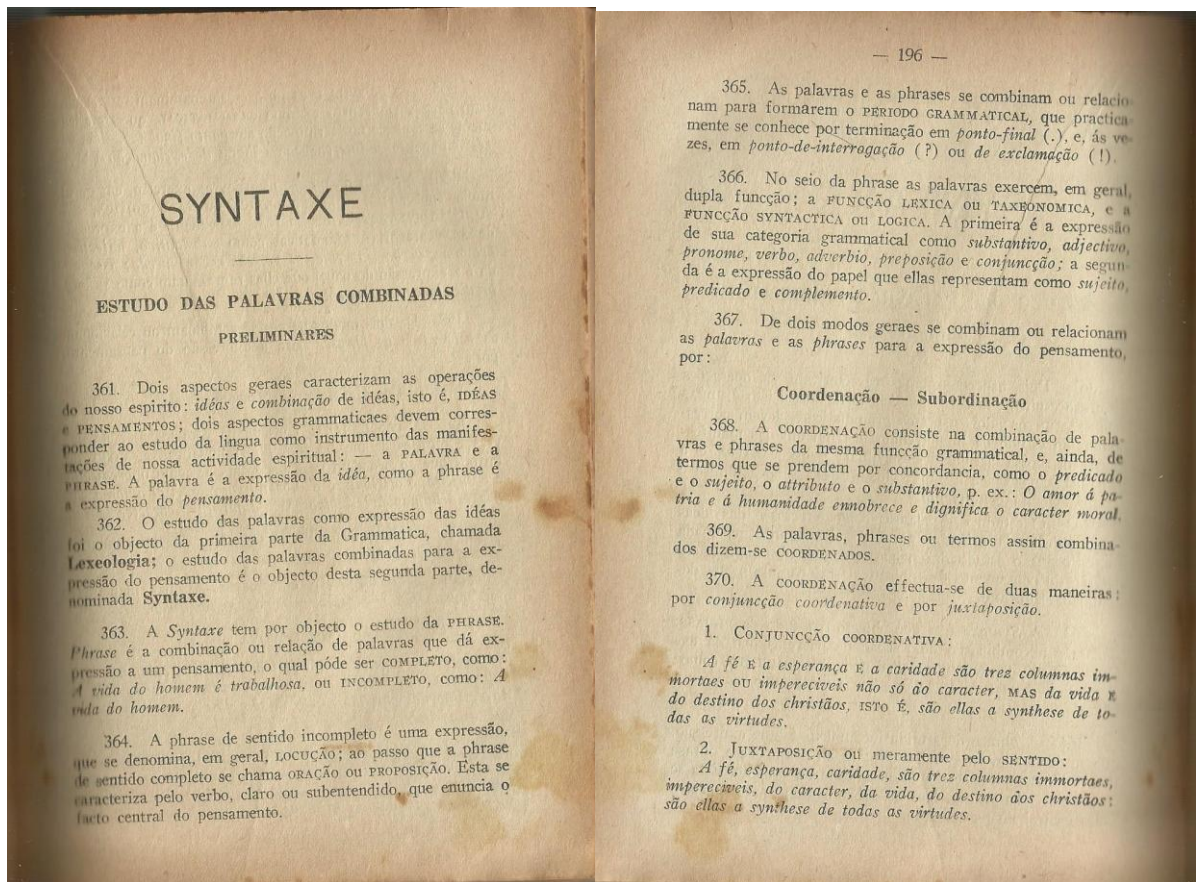 SYNTAXE
ESTUDO DAS PALAVRAS COMBINADAS
PRELIMINARES
361. Dois aspectos geraes caracterizam as operações
do nosso espirito: idéas e combinação de idéas, isto é, IDÉAS
e PENSAMENTOS; dois aspectos grammaticaes devem corres-
ponder ao estudo da lingua como instrumento das manifes-
tações de nossa actividade espiritual: — a PALAVRA e a
PHRASE. A palavra é a expressão da idéa, como a phrase é
a expressão do pensamento.
362. O estudo das palavras como expressão das idéas
foi o objecto da primeira parte da Grammatica, chamada
Lexeologia; o estudo das palavras combinadas para a ex-
pressão do pensamento é o objecto desta segunda parte, de-
nominada Syntaxe.
363. A Syntaxe tem por objecto o estudo da PHRASE.
Phrase é a combinação ou relação de palavras que dá ex-
pressão a um pensamento, o qual póde ser COMPLETO, como:
A vida do homem é trabalhosa, ou INCOMPLETO, como: A
vida do homem.
364. A phrase de sentido incompleto é uma expressão,
que se denomina, em geral, LOCUÇÃO; ao passo que a phrase
de sentido completo se chama ORAÇÃO ou PROPOSIÇÃO. Esta se
caracteriza pelo verbo, claro ou subentendido, que enuncia o
facto central do pensamento.
— 196 —
365. As palavras e as phrases se combinam ou relacio-
nam para formarem o PERIODO GRAMMATICAL, que practica-
mente se conhece por terminação em ponto-final (.), e, ás ve-
zes, em ponto-de-interrogação (?) ou de exclamação (!).
366. No seio da phrase as palavras exercem, em geral,
dupla funcção; a FUNCÇÃO LEXICA ou TAXEONOMICA, e a
FUNCÇÃO SYNTACTICA ou LOGICA. A primeira é a expressão
de sua categoria grammatical como substantivo, adjectivo,
pronome, verbo, adverbio, preposição e conjuncção; a segun-
da é a expressão do papel que ellas representam como sujeito,
predicado e complemento.
367. De dois modos geraes se combinam ou relacionam
as palavras e as phrases para a expressão do pensamento,
por:
Coordenação — Subordinação
368. A COORDENAÇÃO consiste na combinação de pala-
vras e phrases da mesma funcção grammatical, e, ainda, de
termos que se prendem por concordancia, como o predicado
e o sujeito, o attributo e o substantivo, p. ex.: O amor á pa-
tria e á humanidade ennobrece e dignifica o caracter moral.
369. As palavras, phrases ou termos assim combina-
dos dizem-se COORDENADOS.
370. A COORDENAÇÃO effectua-se de duas maneiras:
por conjuncção coordenativa e por juxtaposição.
1. CONJUNCÇÃO COORDENATIVA:
A fé E a esperança E a caridade são trez columnas im-
mortaes OU impereciveis não só do caracter, MAS da vida E
do destino dos christãos, ISTO É, são ellas a synthese de to-
das as virtudes.
2. JUXTAPOSIÇÃO ou meramente pelo SENTIDO:
A fé, esperança, caridade, são trez columnas immortaes,
impereciveis, do caracter, da vida, do destino dos christãos:
são ellas a synthese de todas as virtudes.